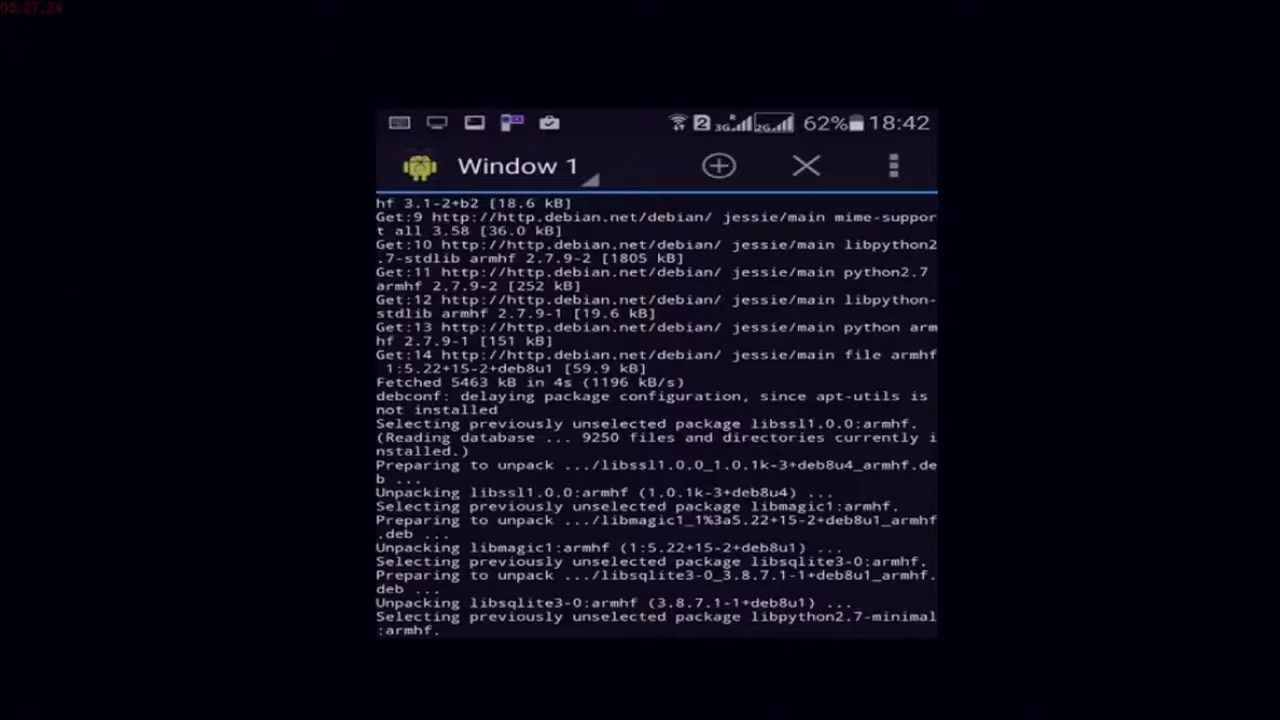 05:27:24
2 3G R 2G 62% 18:42
Window 1
hf 3.1-2+b2 [18.6 kB]
Get:9 http://http.debian.net/debian/ jessie/main mime-suppor
t all 3.58 [36.0 kB]
Get:10 http://http.debian.net/debian/ jessie/main libpython2
.7-stdlib armhf 2.7.9-2 [1805 kB]
Get:11 http://http.debian.net/debian/ jessie/main python2.7
armhf 2.7.9-2 [252 kB]
Get:12 http://http.debian.net/debian/ jessie/main libpython-
stdlib armhf 2.7.9-1 [19.6 kB]
Get:13 http://http.debian.net/debian/ jessie/main python arm
hf 2.7.9-1 [151 kB]
Get:14 http://http.debian.net/debian/ jessie/main file armhf
1:5.22+15-2+deb8u1 [59.9 kB]
Fetched 5463 kB in 4s (1196 kB/s)
debconf: delaying package configuration, since apt-utils is
not installed
Selecting previously unselected package libssl1.0.0:armhf.
(Reading database ... 9250 files and directories currently i
nstalled.)
Preparing to unpack .../libssl1.0.0_1.0.1k-3+deb8u4_armhf.de
b ...
Unpacking libssl1.0.0:armhf (1.0.1k-3+deb8u4) ...
Selecting previously unselected package libmagic1:armhf.
Preparing to unpack .../libmagic1_1%3a5.22+15-2+deb8u1_armhf
.deb ...
Unpacking libmagic1:armhf (1:5.22+15-2+deb8u1) ...
Selecting previously unselected package libsqlite3-0:armhf.
Preparing to unpack .../libsqlite3-0_3.8.7.1-1+deb8u1_armhf.
deb ...
Unpacking libsqlite3-0:armhf (3.8.7.1-1+deb8u1) ...
Selecting previously unselected package libpython2.7-minimal
:armhf.